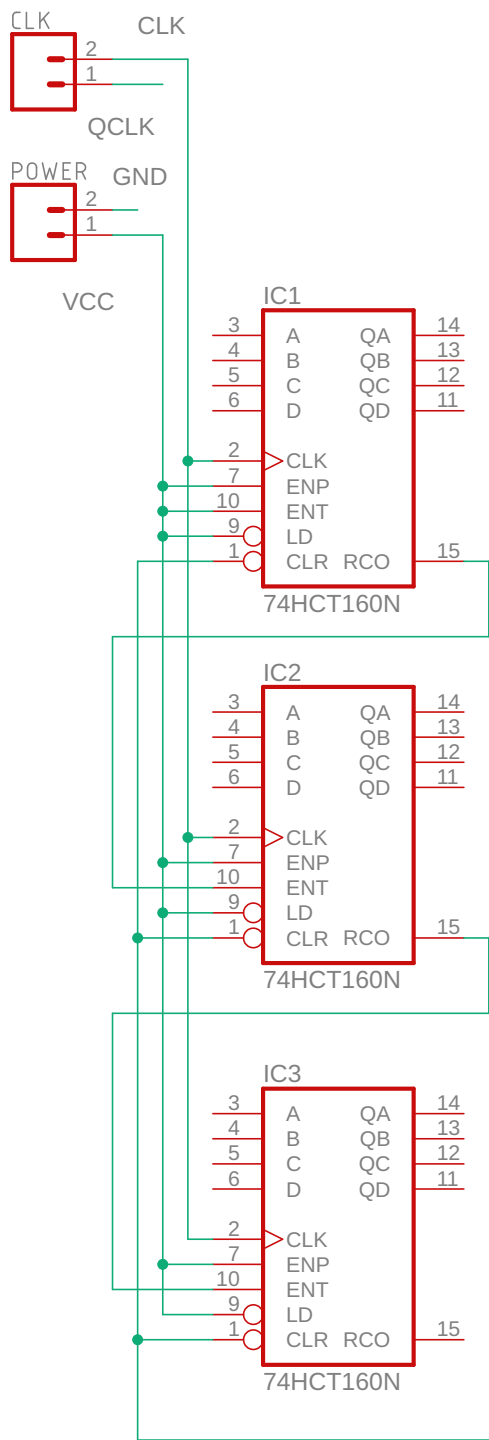 CLK
CLK
2
1
QCLK
POWER
GND
2
1
VCC
IC1
3 A QA 14
4 B QB 13
5 C QC 12
6 D QD 11
2 CLK
7 ENP
10 ENT
9 LD
1 CLR RCO 15
74HCT160N
IC2
3 A QA 14
4 B QB 13
5 C QC 12
6 D QD 11
2 CLK
7 ENP
10 ENT
9 LD
1 CLR RCO 15
74HCT160N
IC3
3 A QA 14
4 B QB 13
5 C QC 12
6 D QD 11
2 CLK
7 ENP
10 ENT
9 LD
1 CLR RCO 15
74HCT160N